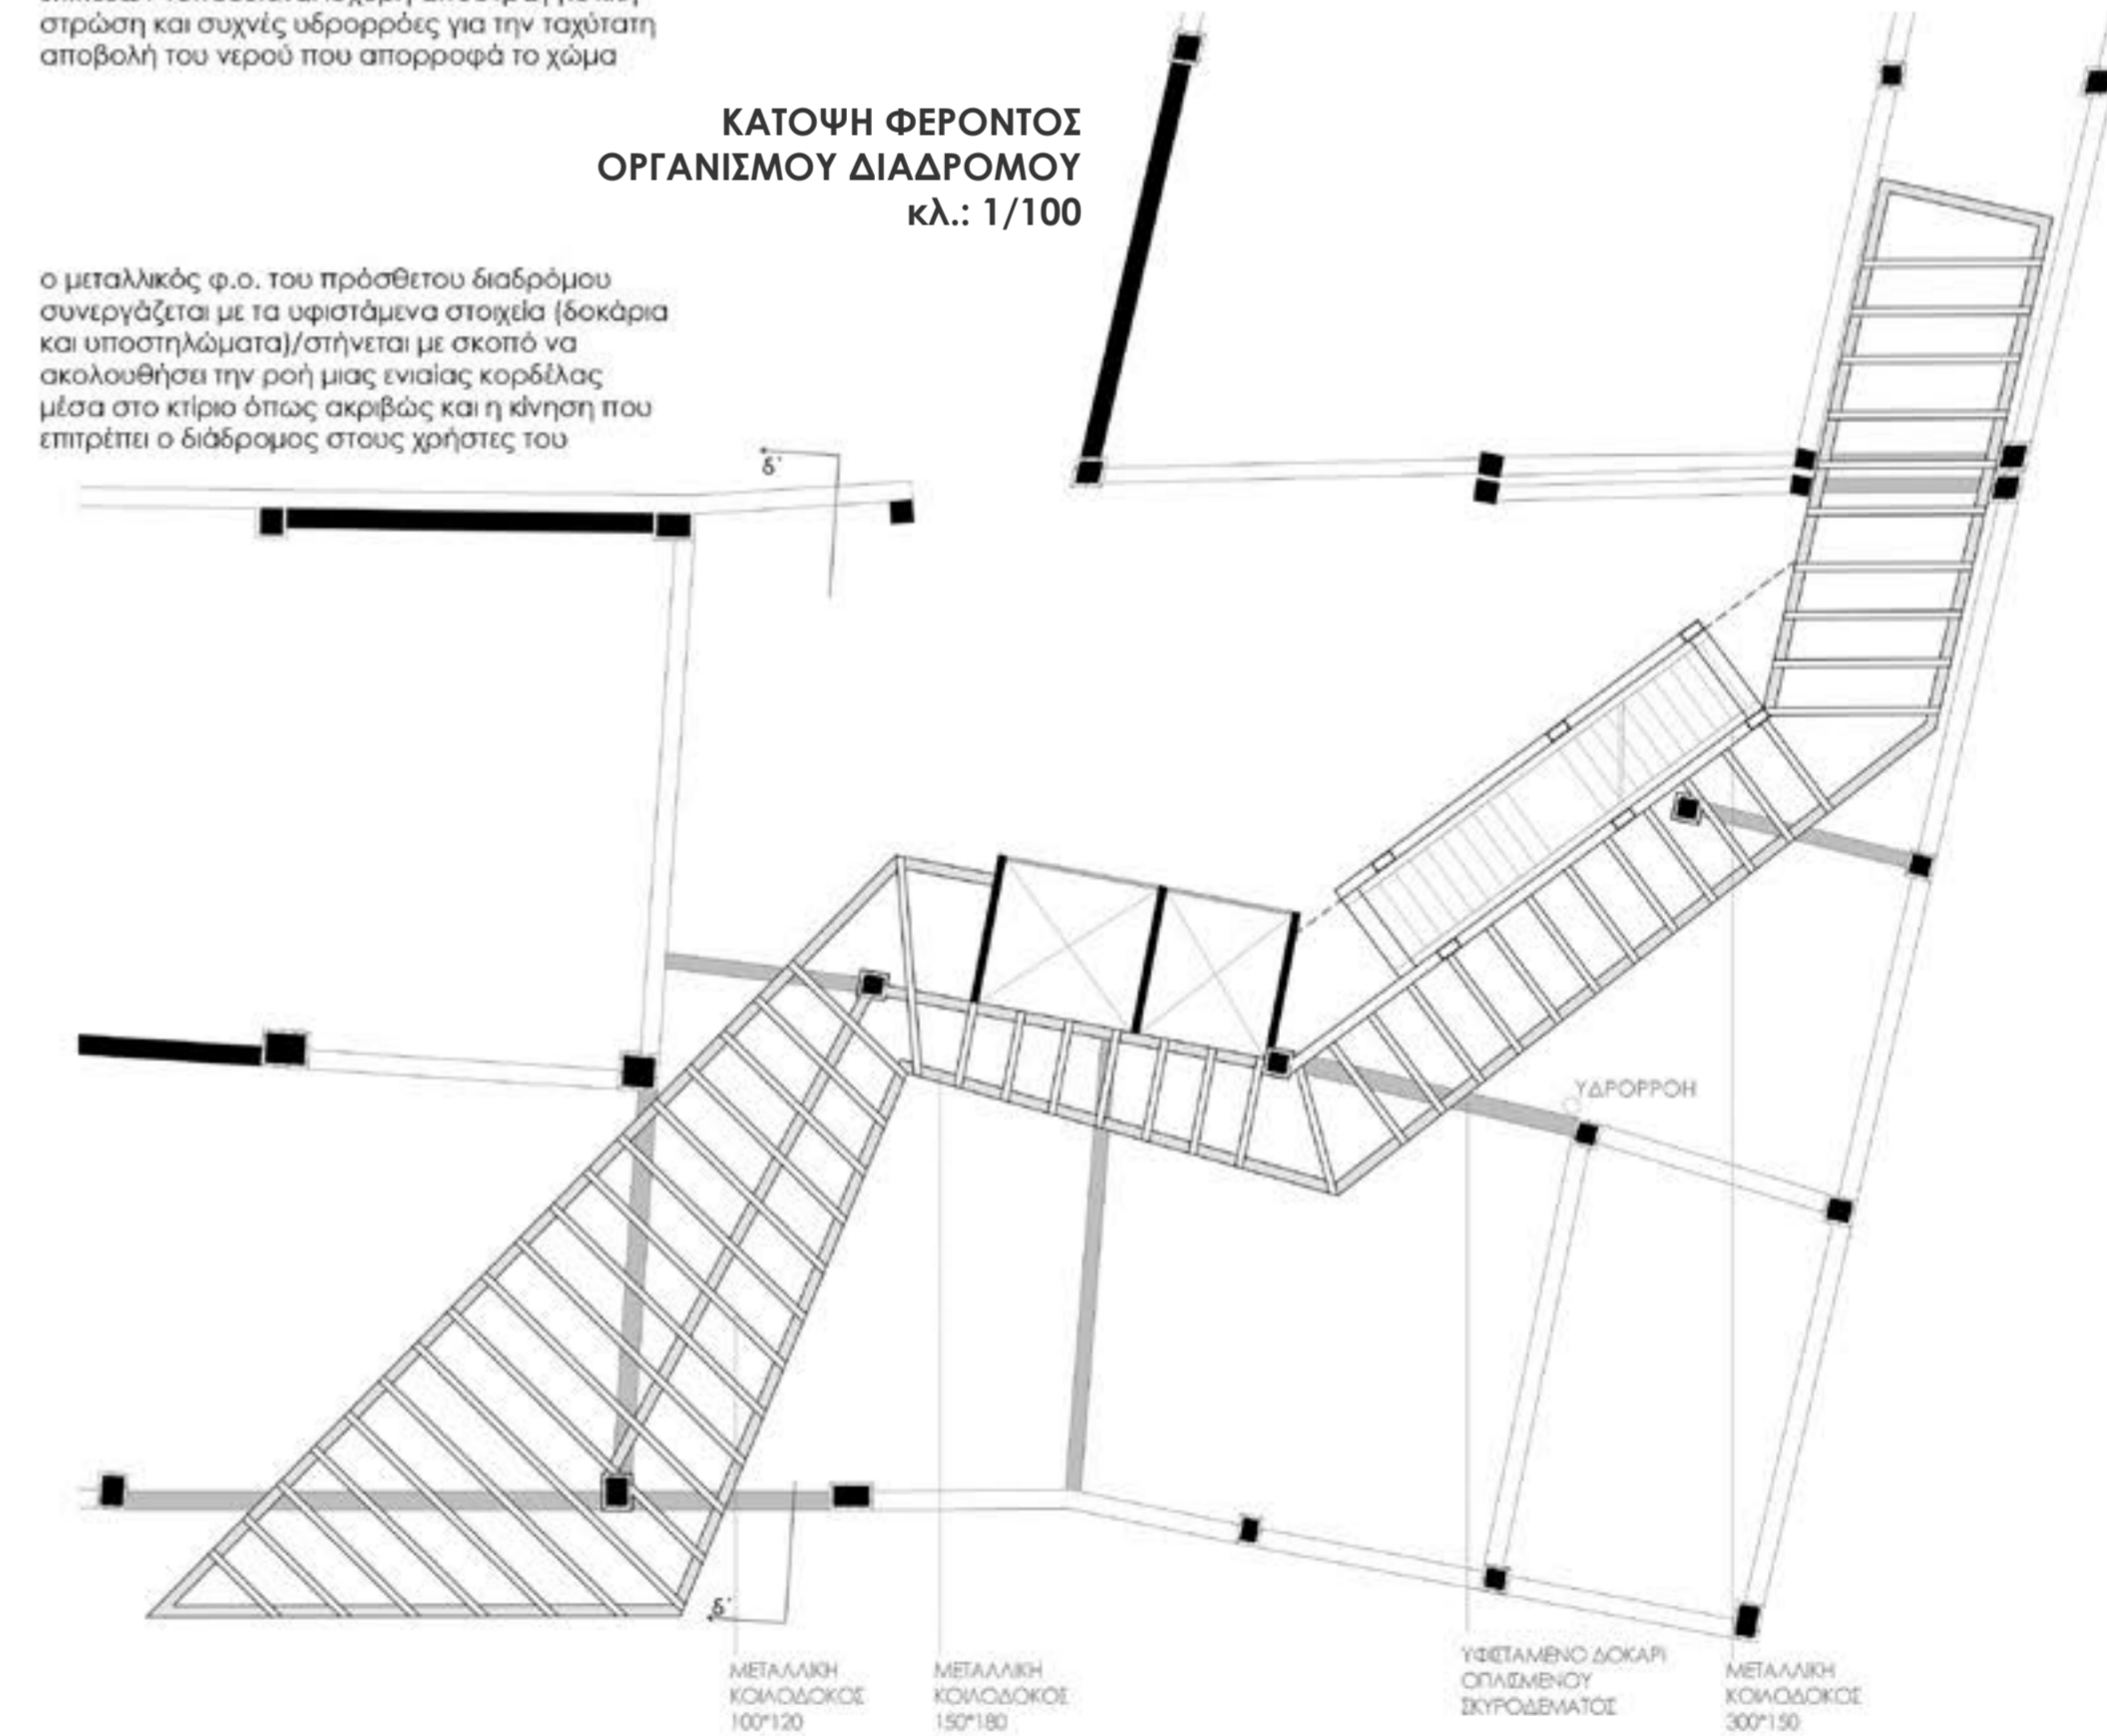 στρώση και συχνές υδρορρόες για την ταχύτατη
αποβολή του νερού που απορροφά το χώμα
ΚΑΤΟΨΗ ΦΕΡΟΝΤΟΣ
ΟΡΓΑΝΙΣΜΟΥ ΔΙΑΔΡΟΜΟΥ
κλ.: 1/100
ο μεταλλικός φ.ο. του πρόσθετου διαδρόμου
συνεργάζεται με τα υφιστάμενα στοιχεία (δοκάρια
και υποστηλώματα)/στήνεται με σκοπό να
ακολουθήσει την ροή μιας ενιαίας κορδέλας
μέσα στο κτίριο όπως ακριβώς και η κίνηση που
επιτρέπει ο διάδρομος στους χρήστες του
δ'
ΥΔΡΟΡΡΟΗ
δ'
ΜΕΤΑΛΛΙΚΗ
ΚΟΙΛΟΔΟΚΟΣ
100*120
ΜΕΤΑΛΛΙΚΗ
ΚΟΙΛΟΔΟΚΟΣ
150*180
ΥΦΙΣΤΑΜΕΝΟ ΔΟΚΑΡΙ
ΟΠΛΙΣΜΕΝΟΥ
ΣΚΥΡΟΔΕΜΑΤΟΣ
ΜΕΤΑΛΛΙΚΗ
ΚΟΙΛΟΔΟΚΟΣ
300*150